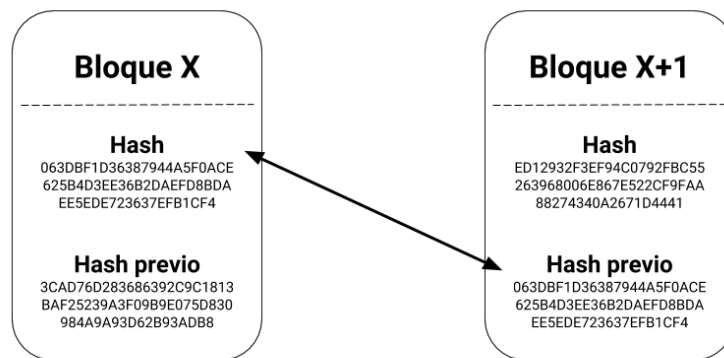 Bloque X
Hash
063DBF1D36387944A5F0ACE
625B4D3EE36B2DAEFD8BDA
EE5EDE723637EFB1CF4
Hash previo
3CAD76D283686392C9C1813
BAF25239A3F09B9E075D830
984A9A93D62B93ADB8
Bloque X+1
Hash
ED12932F3EF94C0792FBC55
263968006E867E522CF9FAA
88274340A2671D4441
Hash previo
063DBF1D36387944A5F0ACE
625B4D3EE36B2DAEFD8BDA
EE5EDE723637EFB1CF4